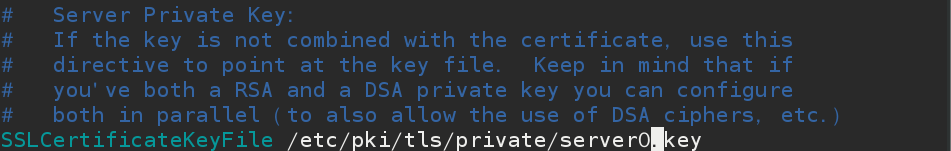 #   Server Private Key:
#   If the key is not combined with the certificate, use this
#   directive to point at the key file.  Keep in mind that if
#   you've both a RSA and a DSA private key you can configure
#   both in parallel (to also allow the use of DSA ciphers, etc.)
SSLCertificateKeyFile /etc/pki/tls/private/server0.key